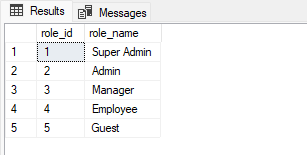 Results Messages
role_id role_name
1 1 Super Admin
2 2 Admin
3 3 Manager
4 4 Employee
5 5 Guest